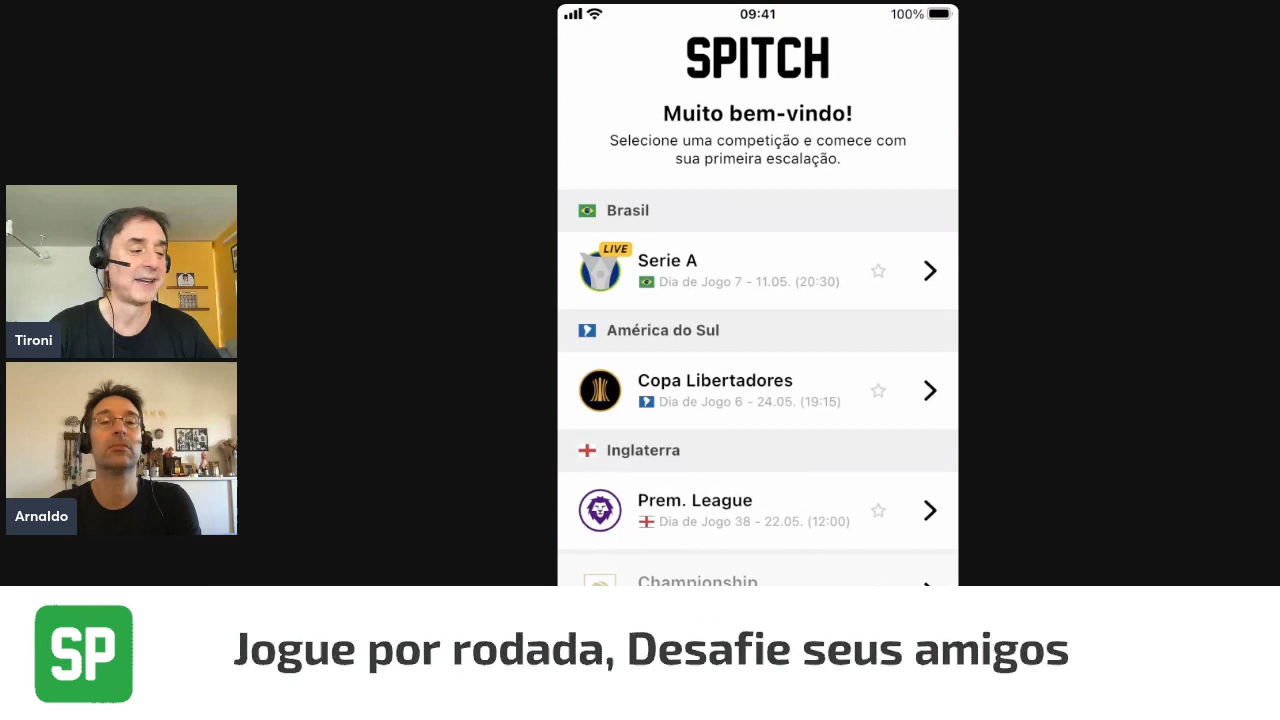 09:41
100%
SPITCH
Muito bem-vindo!
Selecione uma competição e comece com
sua primeira escalação.
Brasil
LIVE
Serie A
Dia de Jogo 7 - 11.05. (20:30)
América do Sul
Copa Libertadores
Dia de Jogo 6 - 24.05. (19:15)
Inglaterra
Prem. League
Dia de Jogo 38 - 22.05. (12:00)
Championship
Tironi
Arnaldo
SP
Jogue por rodada, Desafie seus amigos